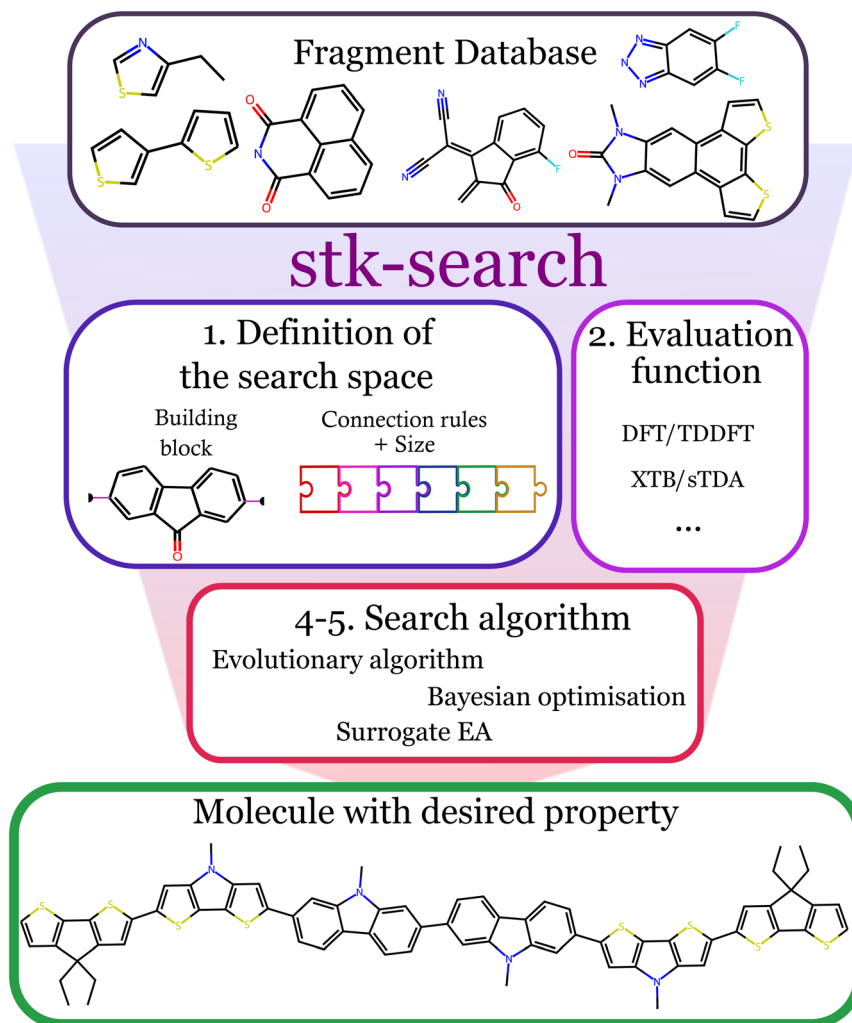 Fragment Database
N
S
N
N
N
F
F
S
S
O
N
O
N
N
F
O
N
O
N
S
S
stk-search
1. Definition of
the search space
Building
block
Connection rules
+ Size
O
2. Evaluation
function
DFT/TDDFT
XTB/sTDA
...
4-5. Search algorithm
Evolutionary algorithm
Bayesian optimisation
Surrogate EA
Molecule with desired property
S
S
N
S
S
N
N
S
S
N
S
S